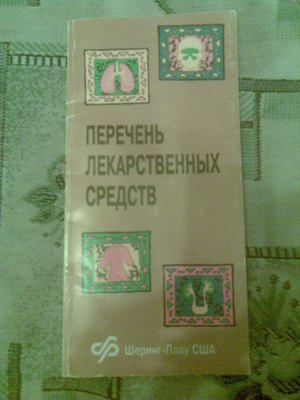 ПЕРЕЧЕНЬ
ЛЕКАРСТВЕННЫХ
СРЕДСТВ
Шеринг-Плау США